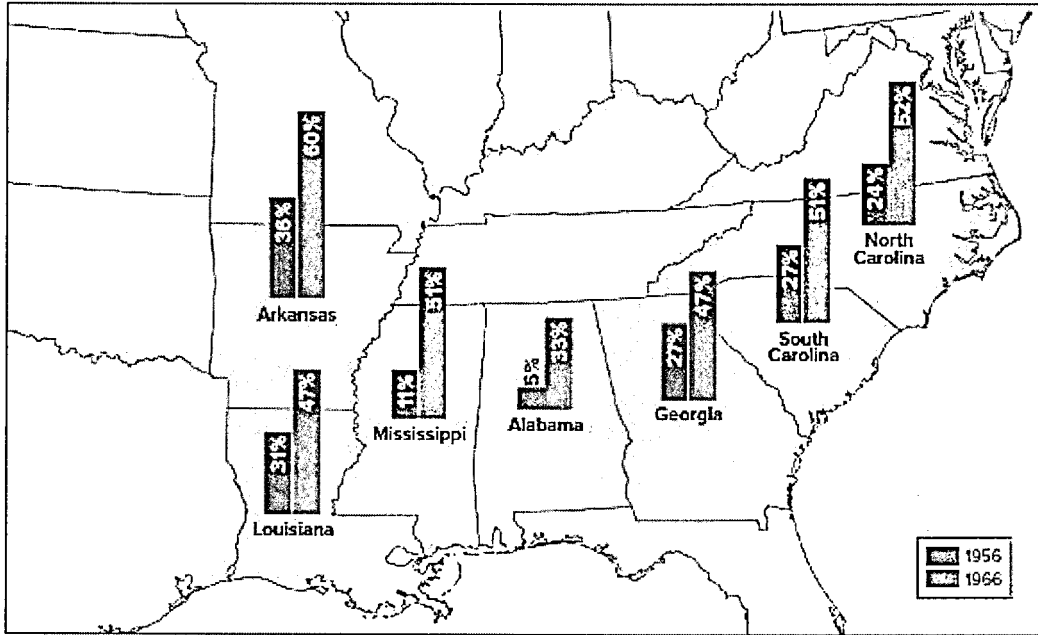 36%
60%
Arkansas
31%
47%
Louisiana
11%
51%
Mississippi
5%
33%
Alabama
27%
47%
Georgia
27%
51%
South
Carolina
24%
52%
North
Carolina
1956
1966